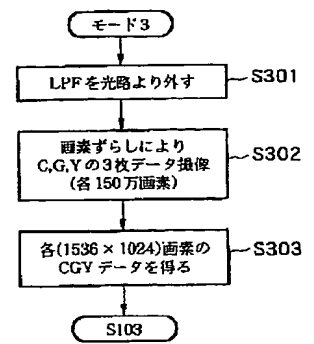 モード3
LPFを光路より外す
S301
画素ずらしにより
C,G,Yの3枚データ撮像
(各150万画素)
S302
各(1536×1024)画素の
CGYデータを得る
S303
S103